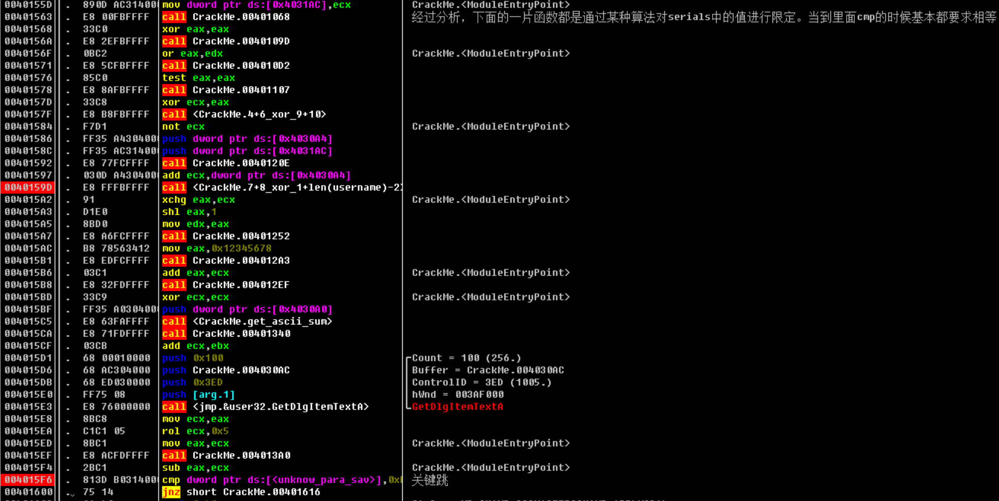 0040155D . 890D AC314000 mov dword ptr ds:[0x4031AC],ecx CrackMe.<ModuleEntryPoint>
00401563 . E8 00FBFFFF call CrackMe.00401068 经过分析，下面的一片函数都是通过某种算法对serials中的值进行限定。当到里面cmp的时候基本都要求相等
00401568 . 33C0 xor eax,eax
0040156A . E8 2EFBFFFF call CrackMe.0040109D
0040156F . 0BC2 or eax,edx CrackMe.<ModuleEntryPoint>
00401571 . E8 5CFBFFFF call CrackMe.004010D2
00401576 . 85C0 test eax,eax
00401578 . E8 8AFBFFFF call CrackMe.00401107
0040157D . 33C8 xor ecx,eax
0040157F . E8 B8FBFFFF call <CrackMe.4+6_xor_9+10>
00401584 . F7D1 not ecx CrackMe.<ModuleEntryPoint>
00401586 . FF35 A4304000 push dword ptr ds:[0x4030A4]
0040158C . FF35 AC314000 push dword ptr ds:[0x4031AC]
00401592 . E8 77FCFFFF call CrackMe.0040120E
00401597 . 030D A4304000 add ecx,dword ptr ds:[0x4030A4]
0040159D . E8 FFFBFFFF call <CrackMe.7+8_xor_1+len(username)-2>
004015A2 . 91 xchg eax,ecx CrackMe.<ModuleEntryPoint>
004015A3 . D1E0 shl eax,1
004015A5 . 8BD0 mov edx,eax
004015A7 . E8 A6FCFFFF call CrackMe.00401252
004015AC . B8 78563412 mov eax,0x12345678
004015B1 . E8 EDFCFFFF call CrackMe.004012A3
004015B6 . 03C1 add eax,ecx CrackMe.<ModuleEntryPoint>
004015B8 . E8 32FDFFFF call CrackMe.004012EF
004015BD . 33C9 xor ecx,ecx CrackMe.<ModuleEntryPoint>
004015BF . FF35 A0304000 push dword ptr ds:[0x4030A0]
004015C5 . E8 63FAFFFF call <CrackMe.get_ascii_sum>
004015CA . E8 71FDFFFF call CrackMe.00401340
004015CF . 03CB add ecx,ebx
004015D1 . 68 00010000 push 0x100 Count = 100 (256.)
004015D6 . 68 AC304000 push CrackMe.004030AC Buffer = CrackMe.004030AC
004015DB . 68 ED030000 push 0x3ED ControlID = 3ED (1005.)
004015E0 . FF75 08 push [arg.1] hWnd = 003AF000
004015E3 . E8 76000000 call <jmp.&user32.GetDlgItemTextA> GetDlgItemTextA
004015E8 . 8BC8 mov ecx,eax
004015EA . C1C1 05 rol ecx,0x5
004015ED . 8BC1 mov eax,ecx CrackMe.<ModuleEntryPoint>
004015EF . E8 ACFDFFFF call CrackMe.004013A0
004015F4 . 2BC1 sub eax,ecx CrackMe.<ModuleEntryPoint>
004015F6 . 813D B0314000 cmp dword ptr ds:[<unknow_para_sav>],0x 关键跳
00401600 . 75 14 jnz short CrackMe.00401616